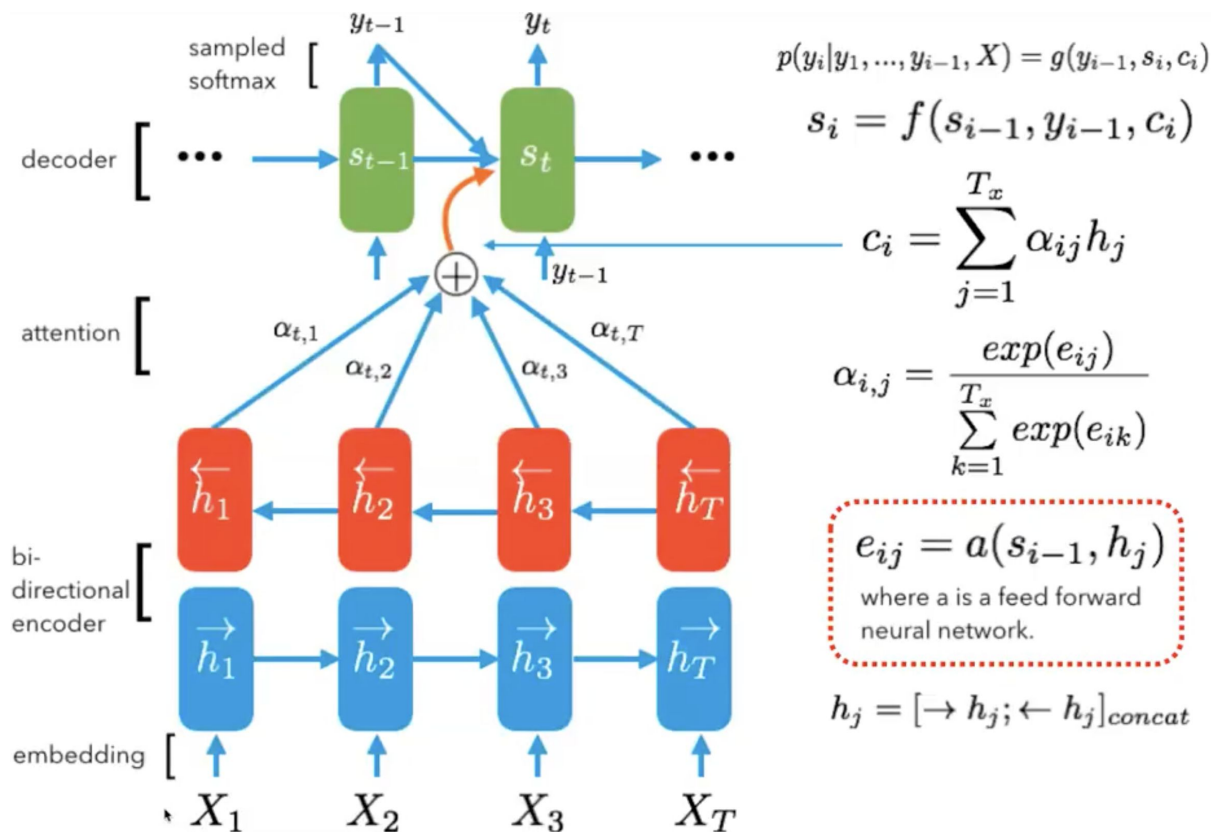 y_{t-1}
y_t
sampled
softmax
decoder
...
s_{t-1}
s_t
...
y_{t-1}
+
attention
α_{t,1}
α_{t,2}
α_{t,3}
α_{t,T}
←h_1
←h_2
←h_3
←h_T
bi-
directional
encoder
→h_1
→h_2
→h_3
→h_T
embedding
X_1 X_2 X_3 X_T
p(y_i|y_1, ..., y_{i-1}, X) = g(y_{i-1}, s_i, c_i)
s_i = f(s_{i-1}, y_{i-1}, c_i)
c_i = \sum_{j=1}^{T_x} α_{ij} h_j
α_{i,j} = \frac{exp(e_{ij})}{\sum_{k=1}^{T_x} exp(e_{ik})}
e_{ij} = a(s_{i-1}, h_j)
where a is a feed forward
neural network.
h_j = [→ h_j; ← h_j]_{concat}